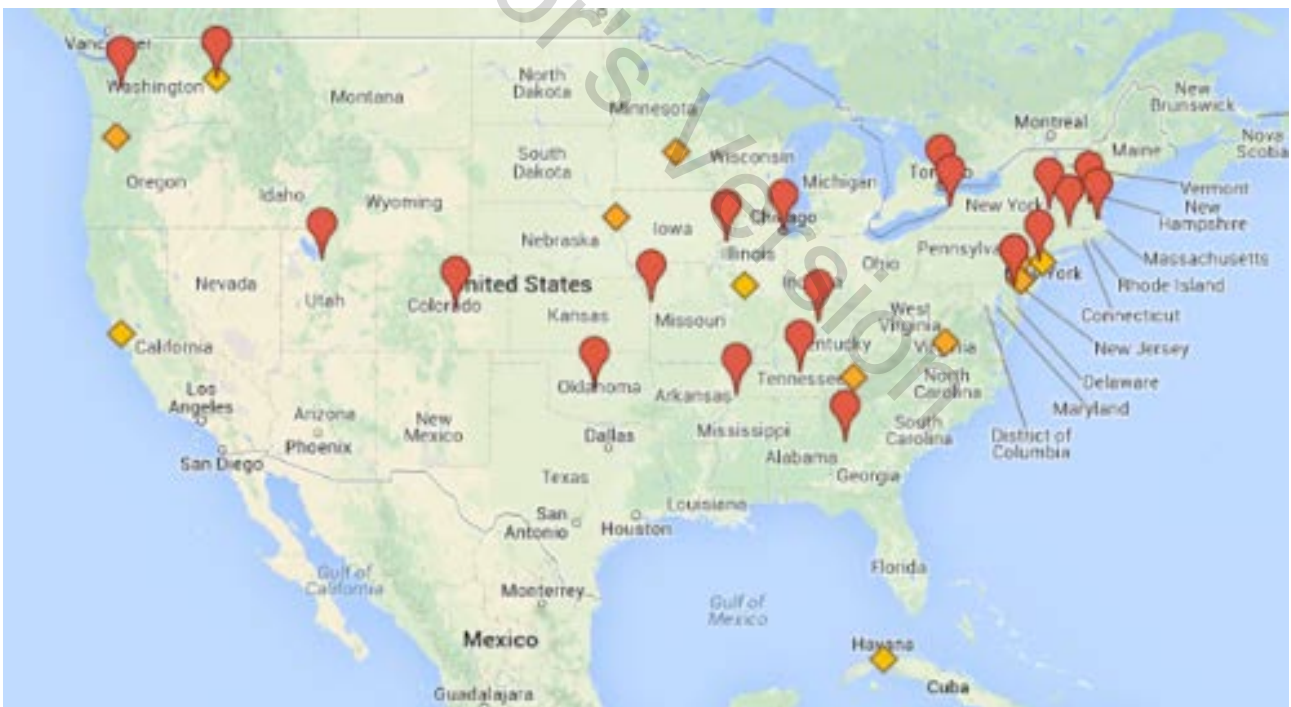 or's version
Vancouver
Washington
Montana
North
Dakota
Minnesota
Montreal
New
Brunswick
Nova
Scotia
Maine
Oregon
Idaho
Wyoming
South
Dakota
Wisconsin
Michigan
Toronto
New York
Vermont
New
Hampshire
Nebraska
Iowa
Chicago
Illinois
Pennsylva
Massachusetts
Rhode Island
Connecticut
New Jersey
Delaware
Maryland
District of
Columbia
Nevada
Utah
Colorado
United States
Kansas
Missouri
Indiana
Ohio
West
Virginia
Virginia
York
California
Los
Angeles
San Diego
Arizona
Phoenix
New
Mexico
Oklahoma
Arkansas
Tennessee
Kentucky
North
Carolina
South
Carolina
Dallas
Mississippi
Alabama
Georgia
Texas
San
Antonio
Houston
Louisiana
Florida
Gulf of
California
Monterrey
Gulf of
Mexico
Mexico
Havana
Cuba
Guadalajara